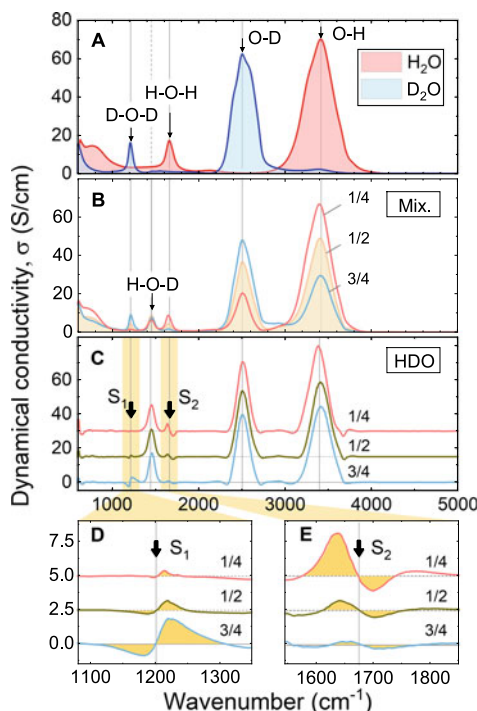 Dynamical conductivity, σ (S/cm)
80
60
40
20
0
A
D-O-D
H-O-H
O-D
O-H
H₂O
D₂O
60
40
20
0
B
Mix.
H-O-D
1/4
1/2
3/4
80
60
40
20
0
C
HDO
S₁
S₂
1/4
1/2
3/4
1000 2000 3000 4000 5000
7.5
5.0
2.5
0.0
D
S₁
1/4
1/2
3/4
1100 1200 1300
E
S₂
1/4
1/2
3/4
1600 1700 1800
Wavenumber (cm⁻¹)